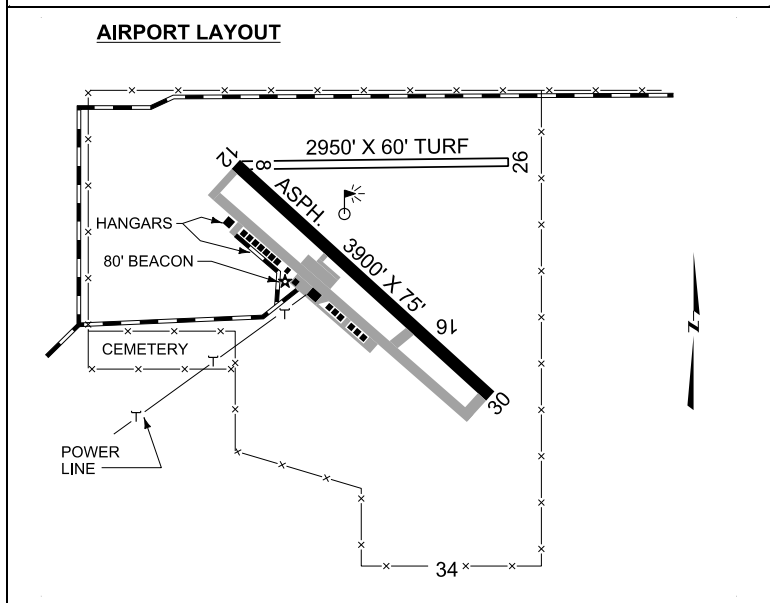 AIRPORT LAYOUT
2950' X 60' TURF
12
8
26
ASPH.
HANGARS
3900' X 75'
80' BEACON
16
N
CEMETERY
30
POWER
LINE
34